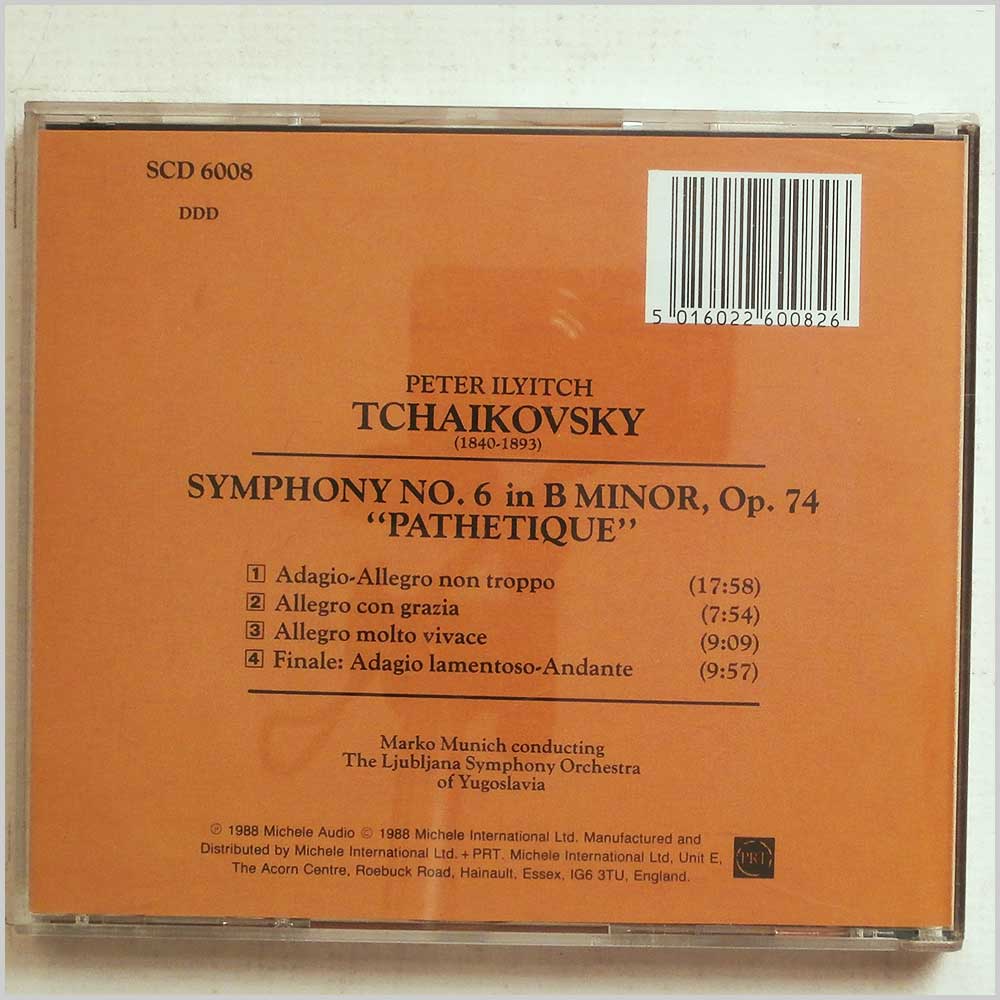 SCD 6008
DDD
5 016022 600826
PETER ILYITCH
TCHAIKOVSKY
(1840-1893)
SYMPHONY NO. 6 in B MINOR, Op. 74
“PATHETIQUE”
1 Adagio-Allegro non troppo (17:58)
2 Allegro con grazia (7:54)
3 Allegro molto vivace (9:09)
4 Finale: Adagio lamentoso-Andante (9:57)
Marko Munich conducting
The Ljubljana Symphony Orchestra
of Yugoslavia
℗ 1988 Michele Audio © 1988 Michele International Ltd. Manufactured and
Distributed by Michele International Ltd. + PRT. Michele International Ltd, Unit E,
The Acorn Centre, Roebuck Road, Hainault, Essex, IG6 3TU, England.
PRT